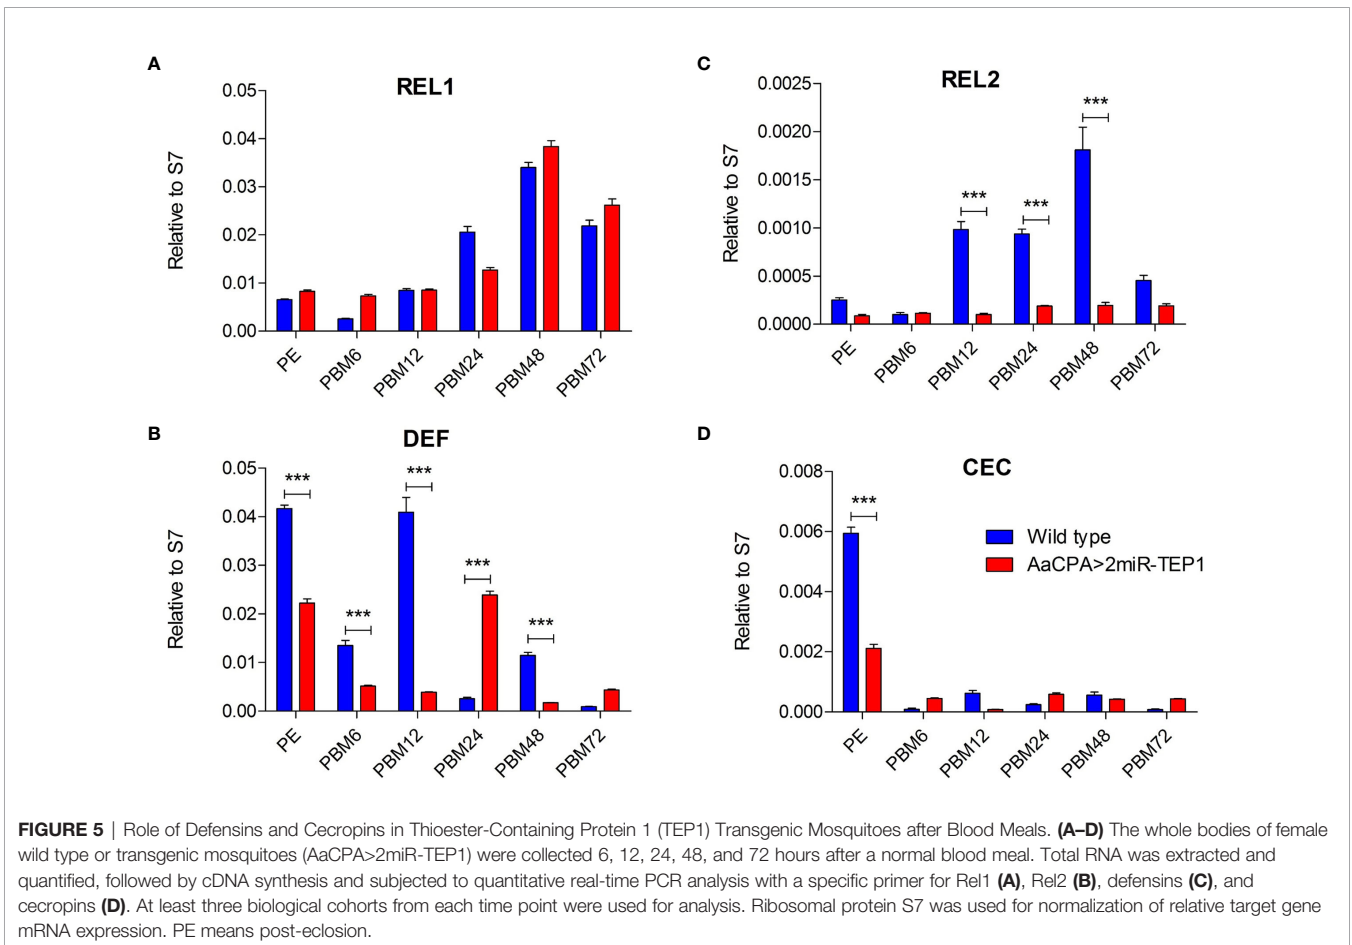 A
REL1
Relative to S7
0.05
0.04
0.03
0.02
0.01
0.00
PE
PBM6
PBM12
PBM24
PBM48
PBM72
C
REL2
Relative to S7
0.0025
0.0020
0.0015
0.0010
0.0005
0.0000
***
***
***
PE
PBM6
PBM12
PBM24
PBM48
PBM72
B
DEF
Relative to S7
0.05
0.04
0.03
0.02
0.01
0.00
***
***
***
***
***
PE
PBM6
PBM12
PBM24
PBM48
PBM72
D
CEC
Relative to S7
0.008
0.006
0.004
0.002
0.000
***
Wild type
AaCPA>2miR-TEP1
PE
PBM6
PBM12
PBM24
PBM48
PBM72
FIGURE 5 | Role of Defensins and Cecropins in Thioester-Containing Protein 1 (TEP1) Transgenic Mosquitoes after Blood Meals. (A–D) The whole bodies of female
wild type or transgenic mosquitoes (AaCPA>2miR-TEP1) were collected 6, 12, 24, 48, and 72 hours after a normal blood meal. Total RNA was extracted and
quantified, followed by cDNA synthesis and subjected to quantitative real-time PCR analysis with a specific primer for Rel1 (A), Rel2 (B), defensins (C), and
cecropins (D). At least three biological cohorts from each time point were used for analysis. Ribosomal protein S7 was used for normalization of relative target gene
mRNA expression. PE means post-eclosion.